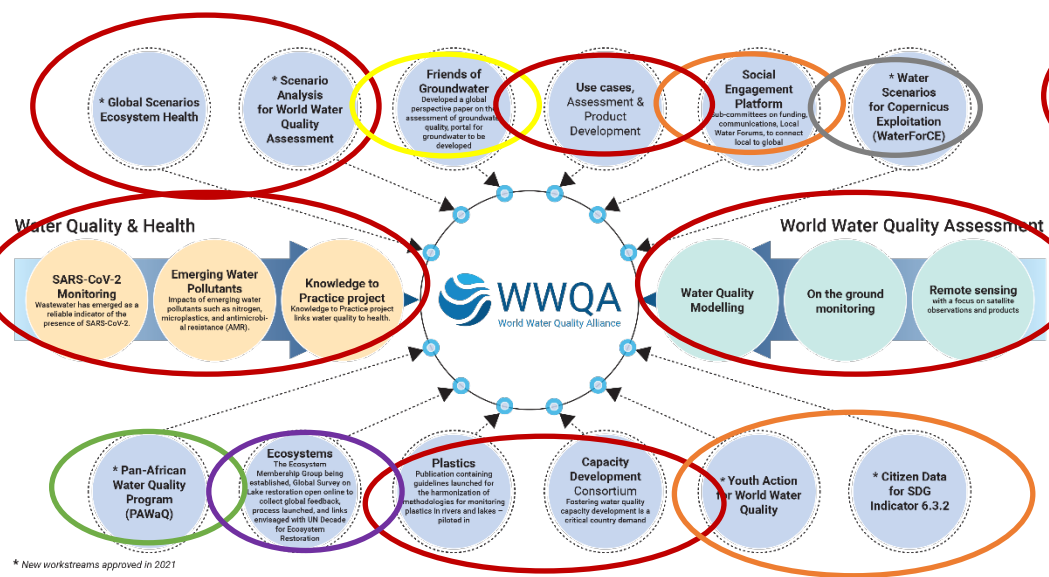 * Global Scenarios
Ecosystem Health
* Scenario
Analysis
for World Water
Quality
Assessment
Friends of
Groundwater
Developed a global
perspective paper on the
assessment of groundwater
quality, portal for
groundwater to be
developed
Use cases,
Assessment &
Product
Development
Social
Engagement
Platform
Sub-committees on funding,
communications, Local
Water Forums, to connect
local to global
* Water
Scenarios
for Copernicus
Exploitation
(WaterForCE)
Water Quality & Health
World Water Quality Assessment
SARS-CoV-2
Monitoring
Wastewater has emerged as a
reliable indicator of the
presence of SARS-CoV-2.
Emerging Water
Pollutants
Impacts of emerging water
pollutants such as nitrogen,
microplastics, and antimicrobi-
al resistance (AMR).
Knowledge to
Practice project
Knowledge to Practice project
links water quality to health.
WWQA
World Water Quality Alliance
Water Quality
Modelling
On the ground
monitoring
Remote sensing
with a focus on satellite
observations and products
* Pan-African
Water Quality
Program
(PAWaQ)
Ecosystems
The Ecosystem
Membership Group being
established, Global Survey on
Lake restoration open online to
collect global feedback,
process launched, and links
envisaged with UN Decade
for Ecosystem
Restoration
Plastics
Publication containing
guidelines launched for
the harmonization of
methodologies for monitoring
plastics in rivers and lakes –
piloted in
Capacity
Development
Consortium
Fostering water quality
capacity development is a
critical country demand
* Youth Action
for World Water
Quality
* Citizen Data
for SDG
Indicator 6.3.2
* New workstreams approved in 2021